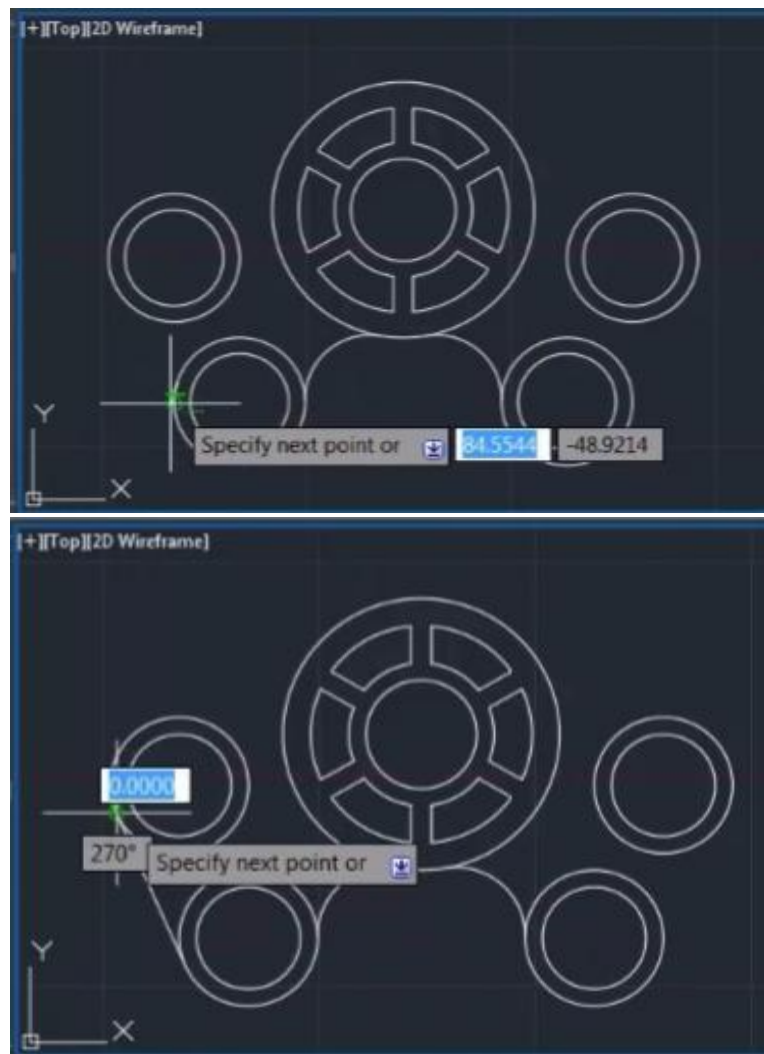 [+][Top][2D Wireframe]
Y
Specify next point or 84.5544 -48.9214
X
[+][Top][2D Wireframe]
0.0000
270° Specify next point or
Y
X